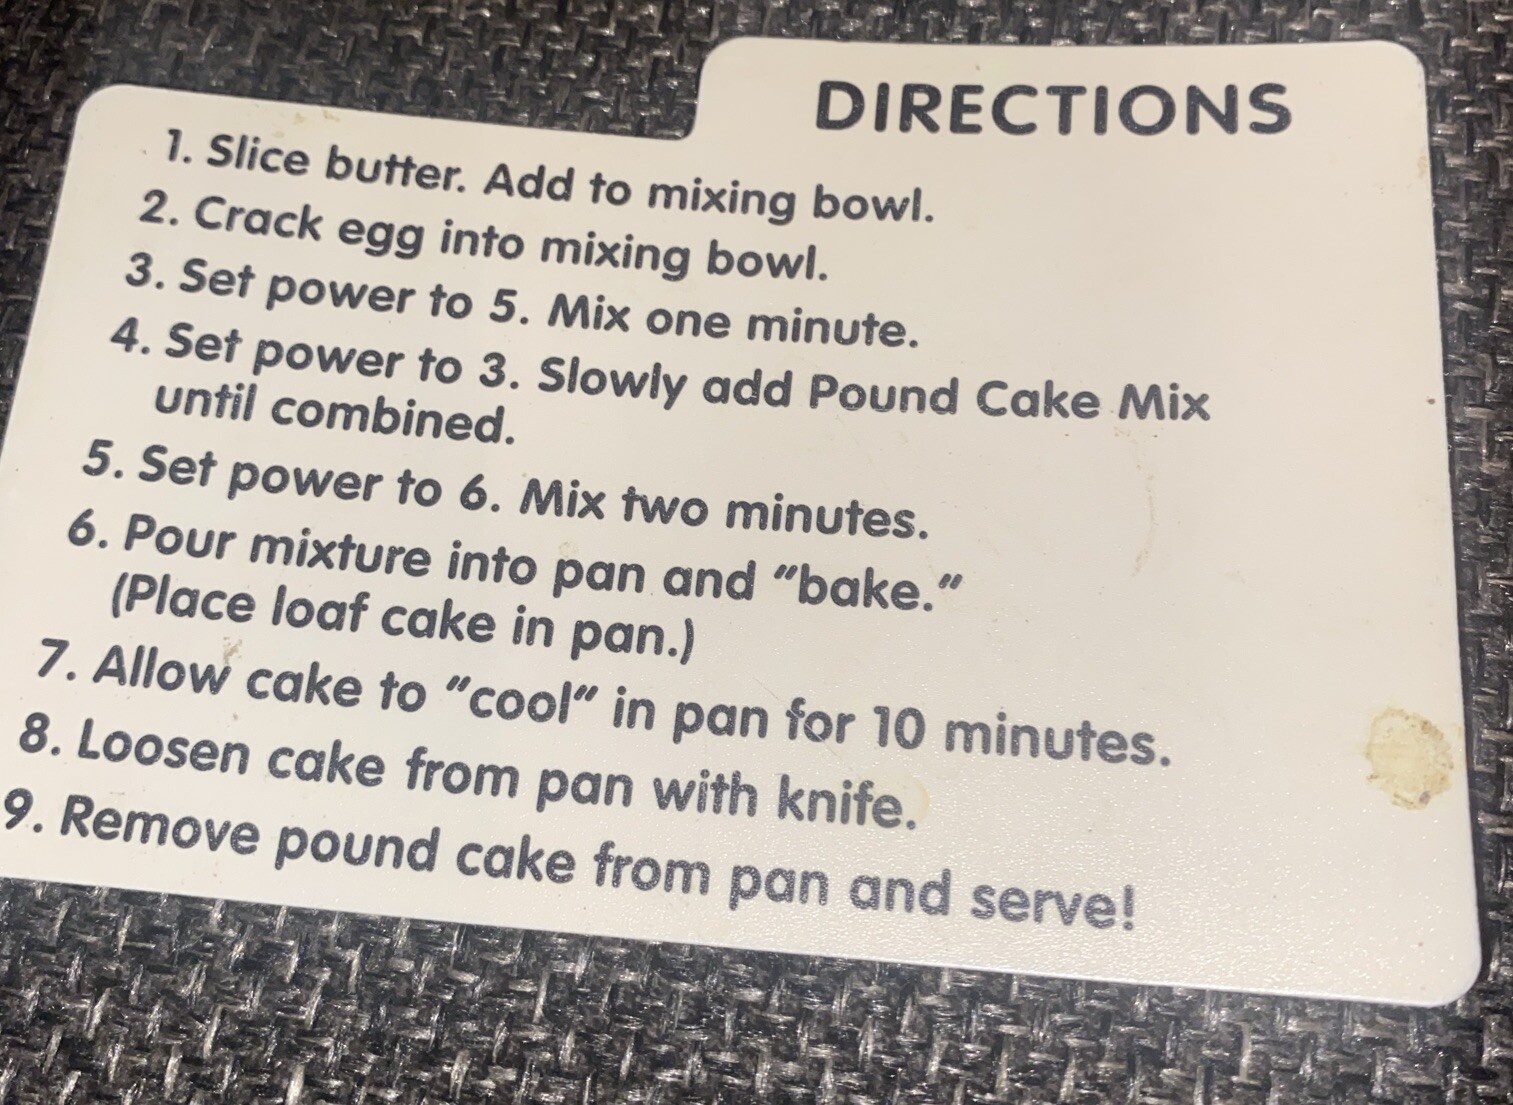 DIRECTIONS
1. Slice butter. Add to mixing bowl.
2. Crack egg into mixing bowl.
3. Set power to 5. Mix one minute.
4. Set power to 3. Slowly add Pound Cake Mix
until combined.
5. Set power to 6. Mix two minutes.
6. Pour mixture into pan and “bake.”
(Place loaf cake in pan.)
7. Allow cake to “cool” in pan for 10 minutes.
8. Loosen cake from pan with knife.
9. Remove pound cake from pan and serve!